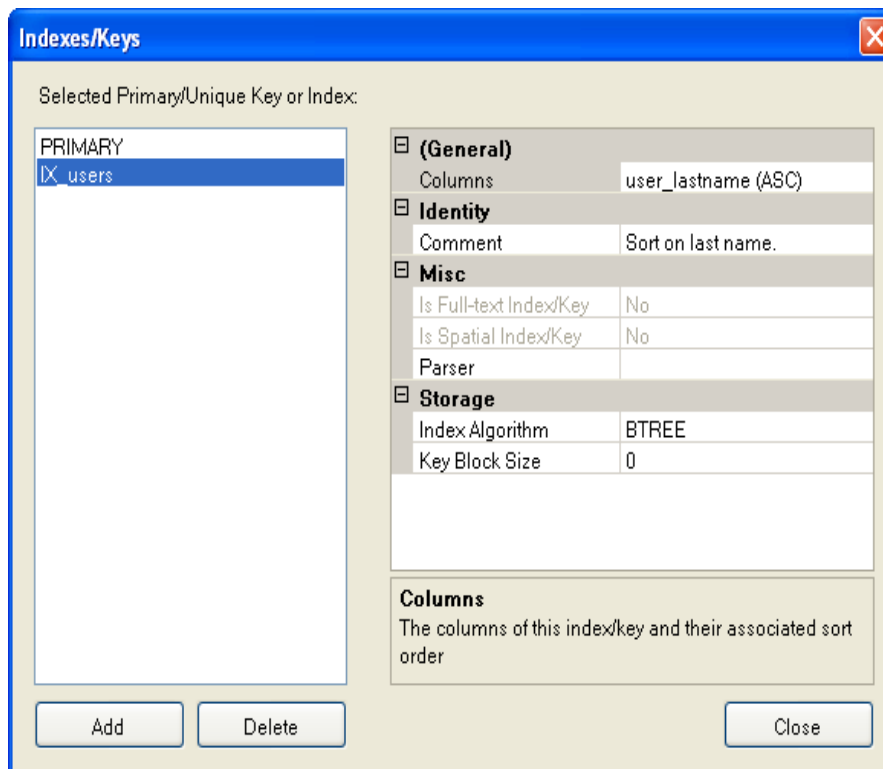 Indexes/Keys
Selected Primary/Unique Key or Index:
PRIMARY
IX_users
(General)
Columns user_lastname (ASC)
Identity
Comment Sort on last name.
Misc
Is Full-text Index/Key No
Is Spatial Index/Key No
Parser
Storage
Index Algorithm BTREE
Key Block Size 0
Columns
The columns of this index/key and their associated sort
order
Add Delete Close